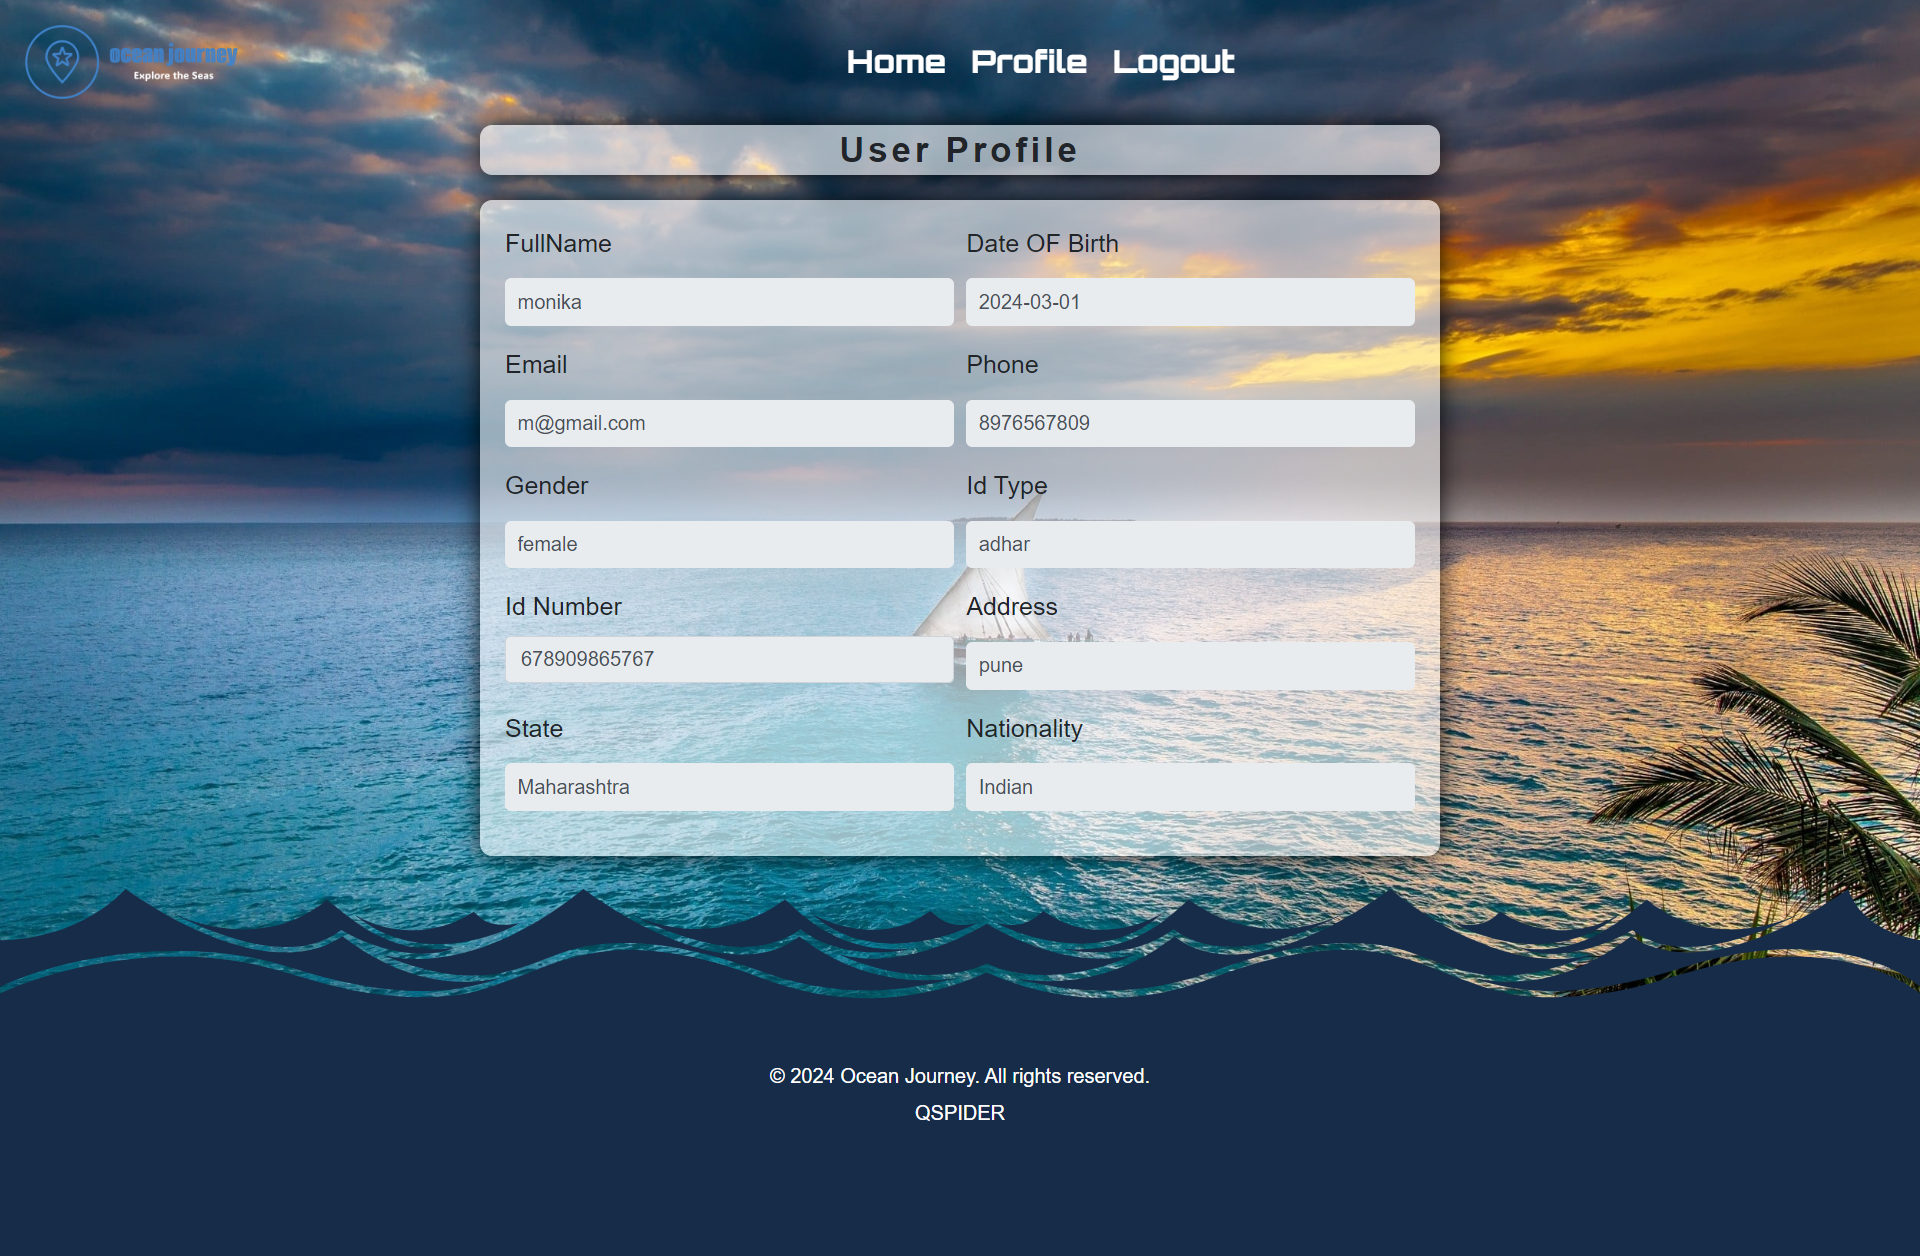 ocean journey
Explore the Seas
Home Profile Logout
User Profile
FullName Date OF Birth
monika 2024-03-01
Email Phone
m@gmail.com 8976567809
Gender Id Type
female adhar
Id Number Address
678909865767 pune
State Nationality
Maharashtra Indian
© 2024 Ocean Journey. All rights reserved.
QSPIDER